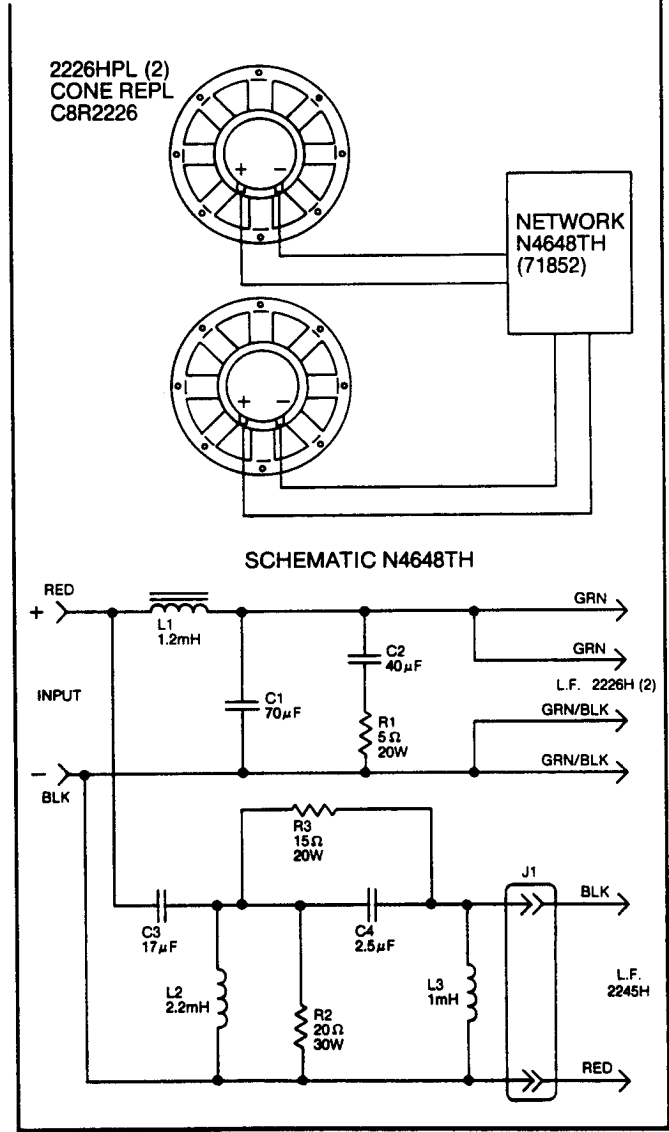 2226HPL (2)
CONE REPL
C8R2226
+ −
NETWORK
N4648TH
(71852)
+ −
SCHEMATIC N4648TH
RED
+
L1
1.2mH
GRN
GRN
C2
40μF
L.F. 2226H (2)
INPUT
C1
70μF
GRN/BLK
R1
5Ω
20W
GRN/BLK
−
BLK
R3
15Ω
20W
J1
BLK
C3
17μF
C4
2.5μF
L2
2.2mH
R2
20Ω
30W
L3
1mH
L.F.
2245H
RED